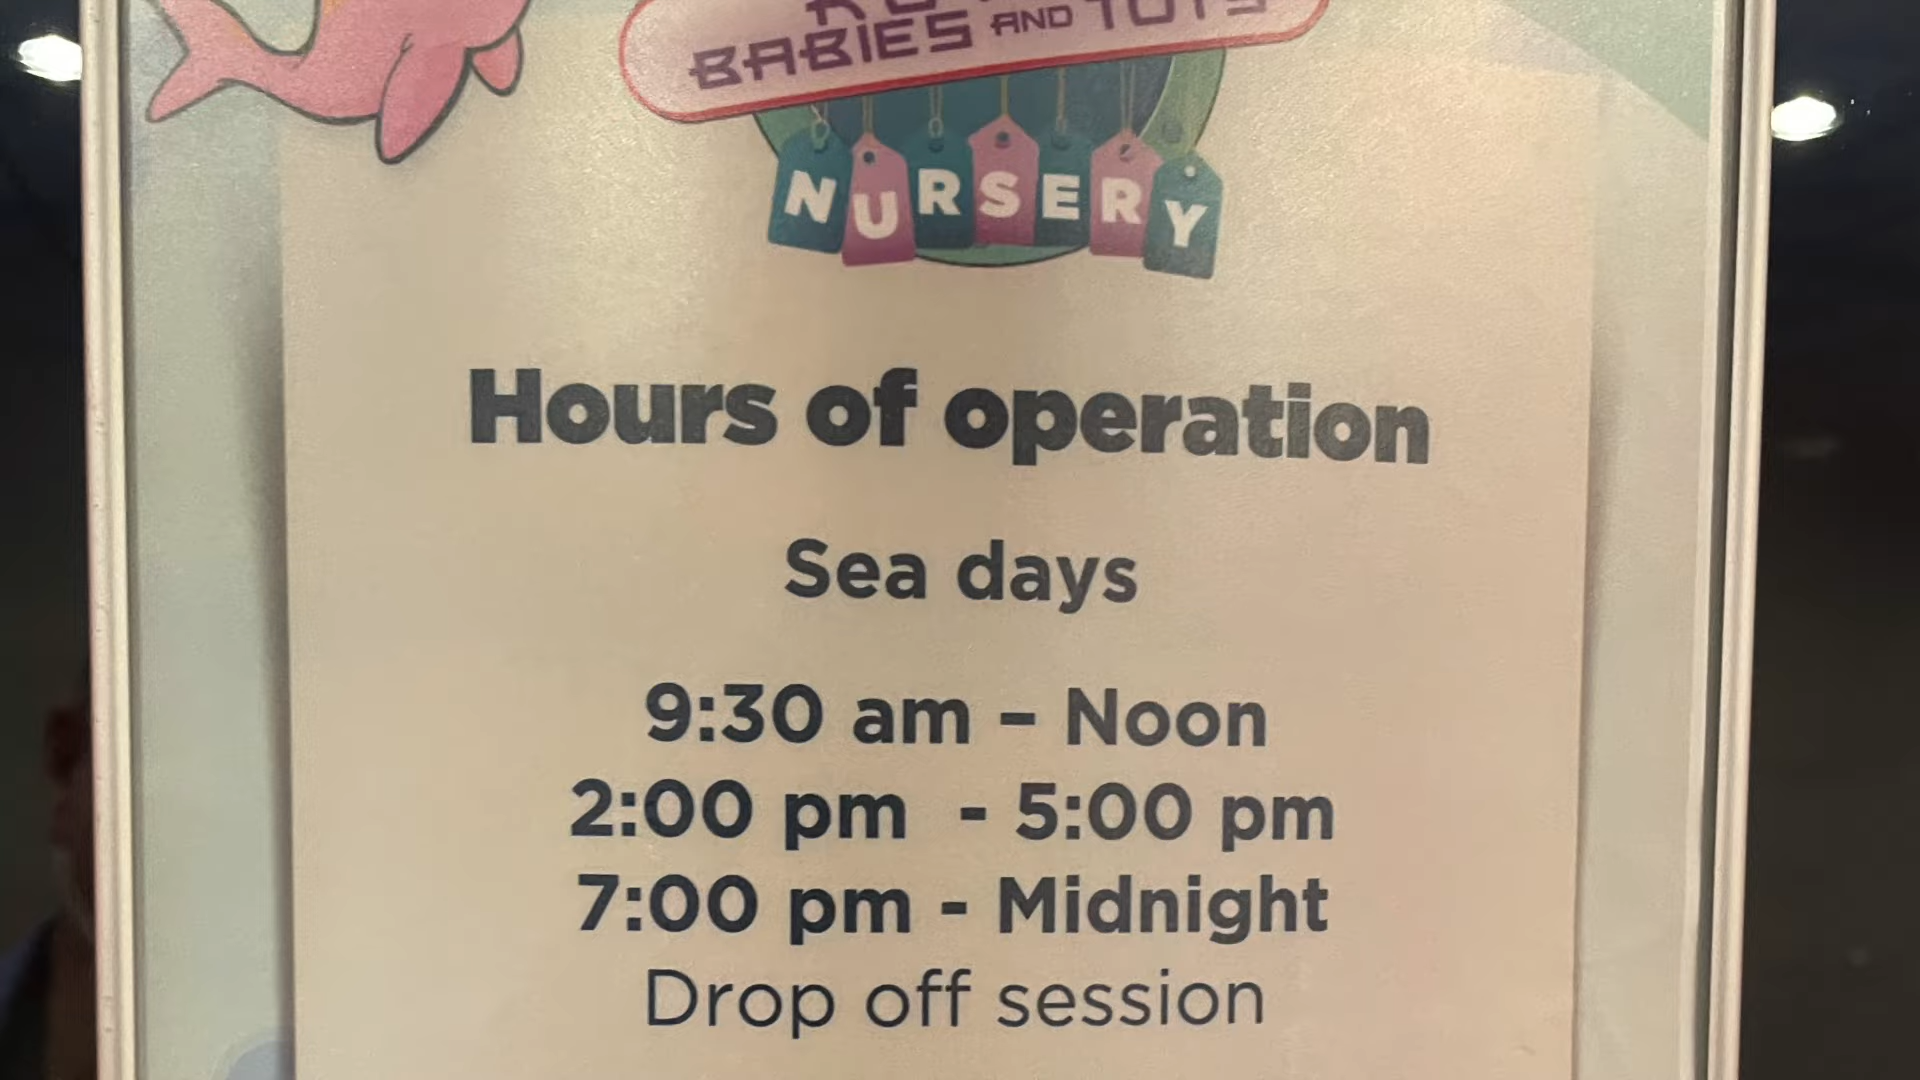 BABIES AND TOTS
NURSERY
Hours of operation
Sea days
9:30 am – Noon
2:00 pm - 5:00 pm
7:00 pm - Midnight
Drop off session